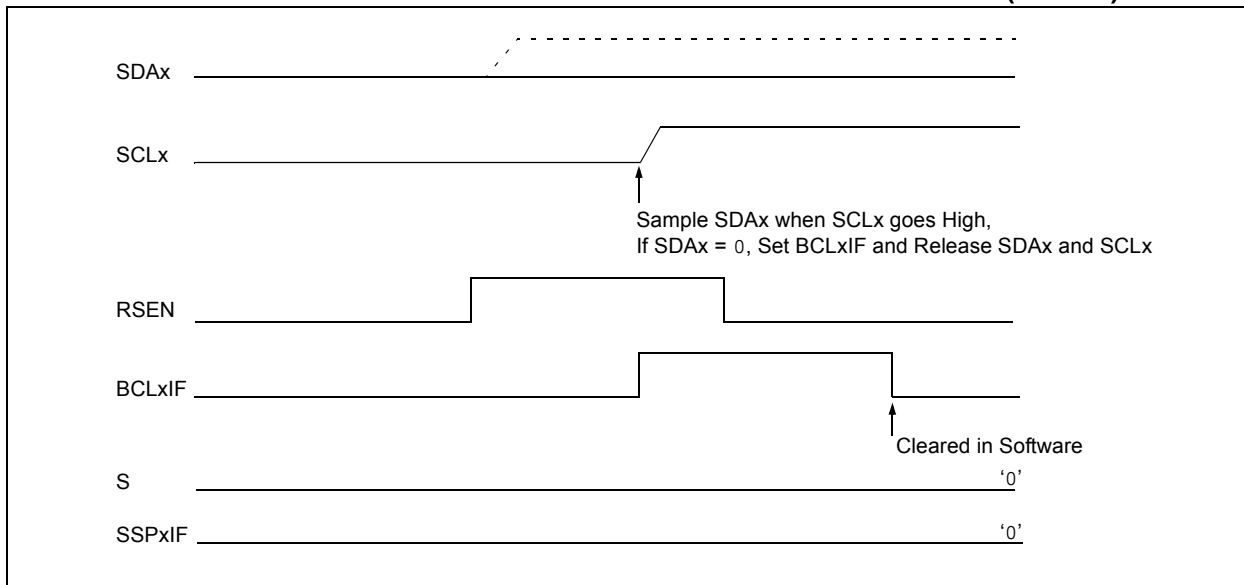 SDAx
SCLx
Sample SDAx when SCLx goes High,
If SDAx = 0, Set BCLxIF and Release SDAx and SCLx
RSEN
BCLxIF
Cleared in Software
S
‘0’
SSPxIF
‘0’